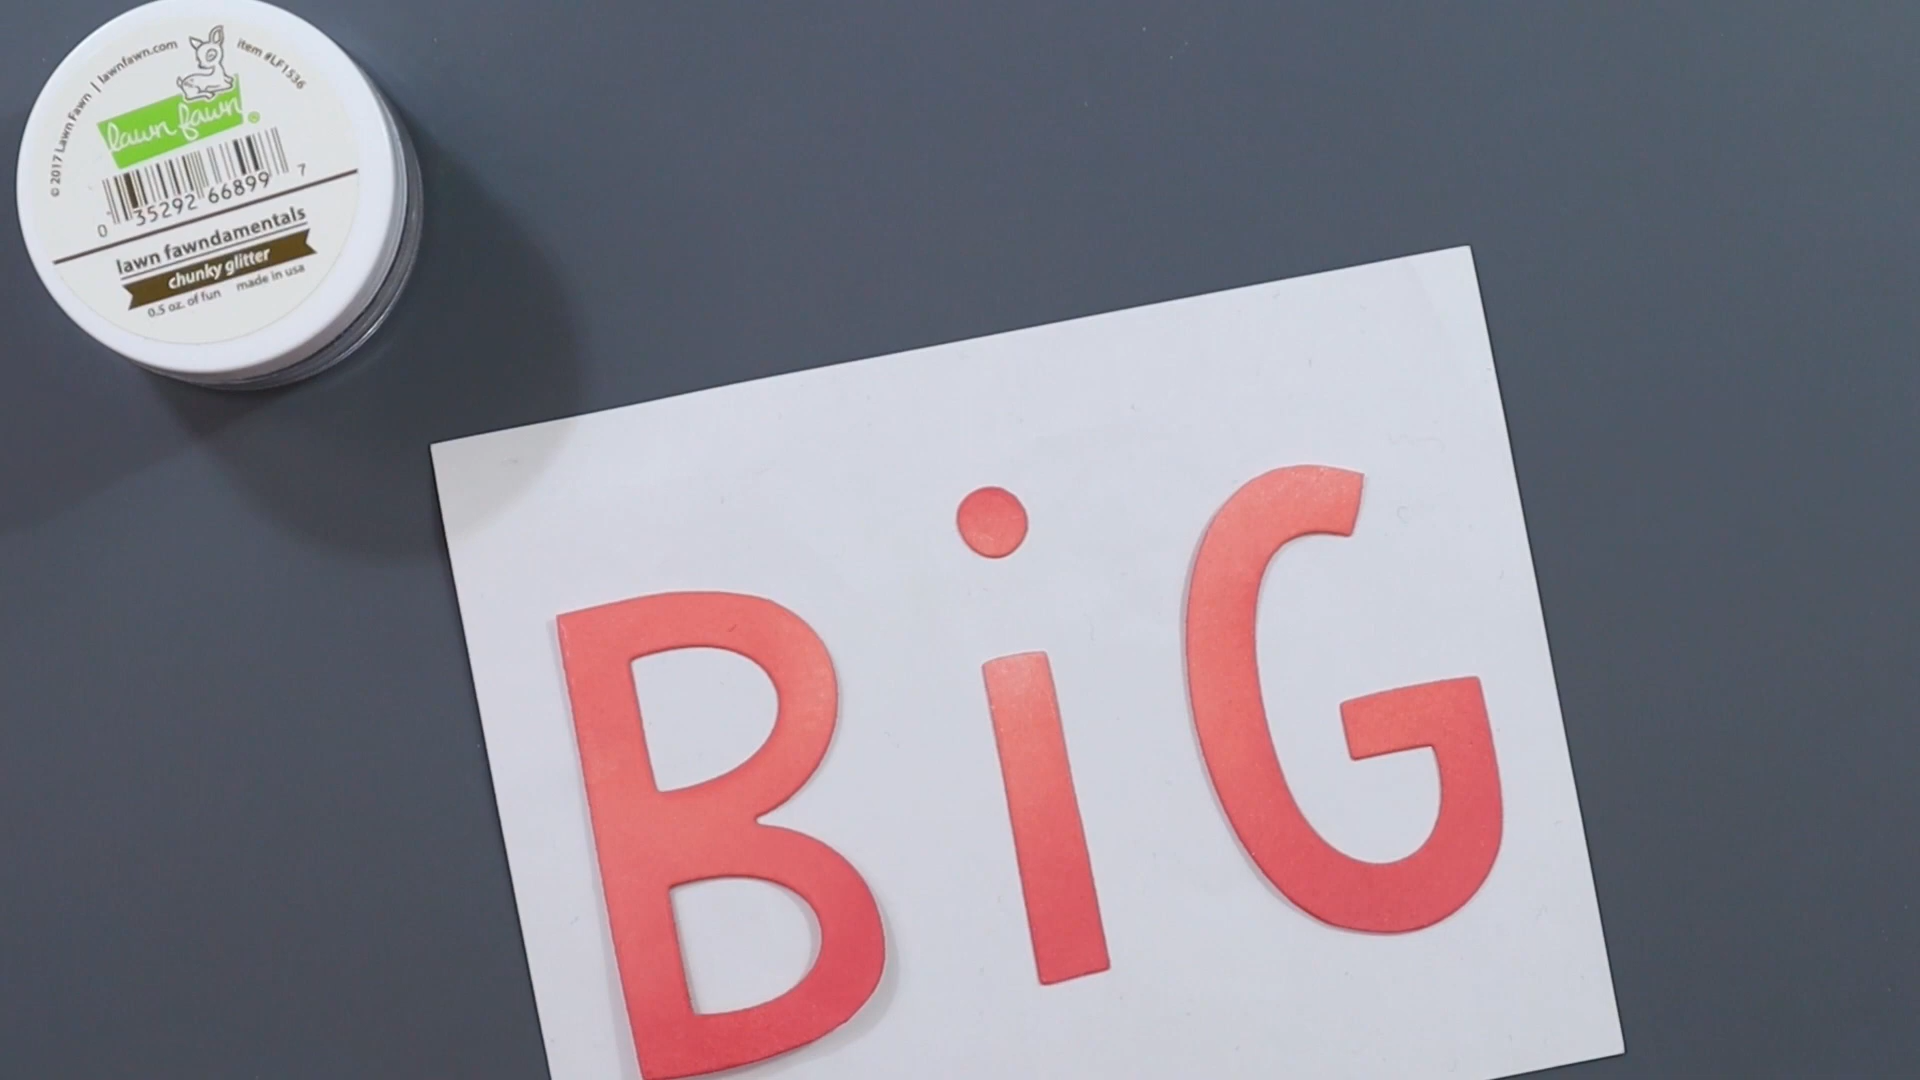 © 2017 Lawn Fawn | lawnfawn.com item #LF1536
lawn fawn®
0 35292 66899 7
lawn fawndamentals
chunky glitter
0.5 oz. of fun made in usa
BiG